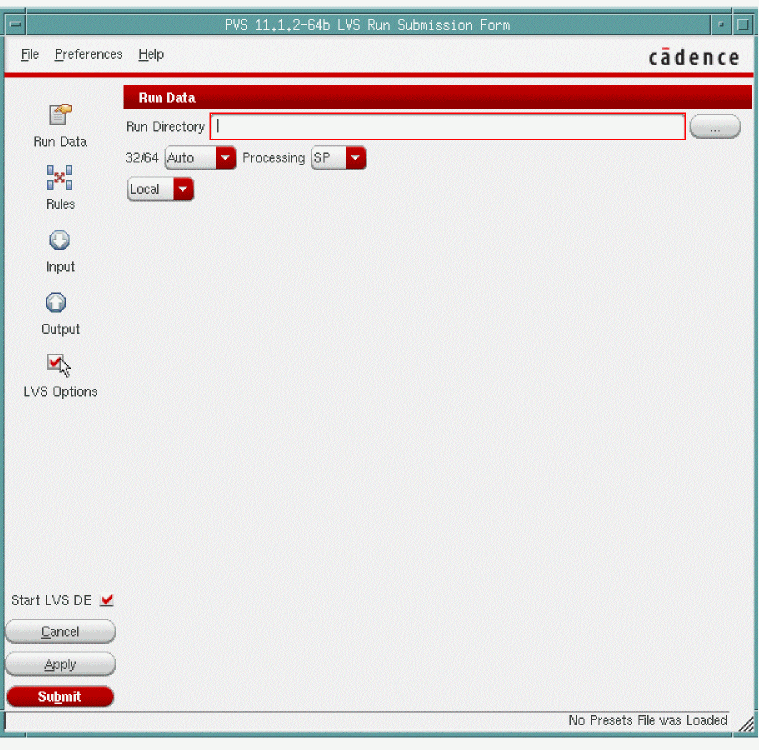 PVS 11.1.2-64b LVS Run Submission Form
File Preferences Help
cādence
Run Data
Run Directory
...
Run Data
32/64 Auto Processing SP
Local
Rules
Input
Output
LVS Options
Start LVS DE
Cancel
Apply
Submit
No Presets File was Loaded